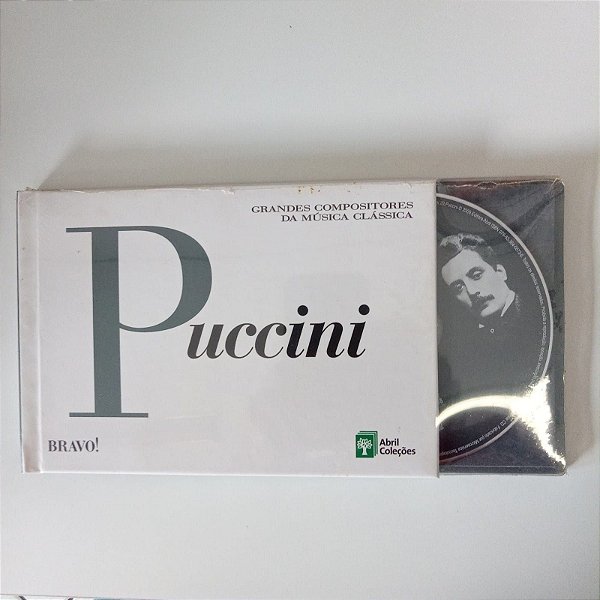 GRANDES COMPOSITORES
DA MÚSICA CLÁSSICA
Puccini
BRAVO!
Abril
Coleções